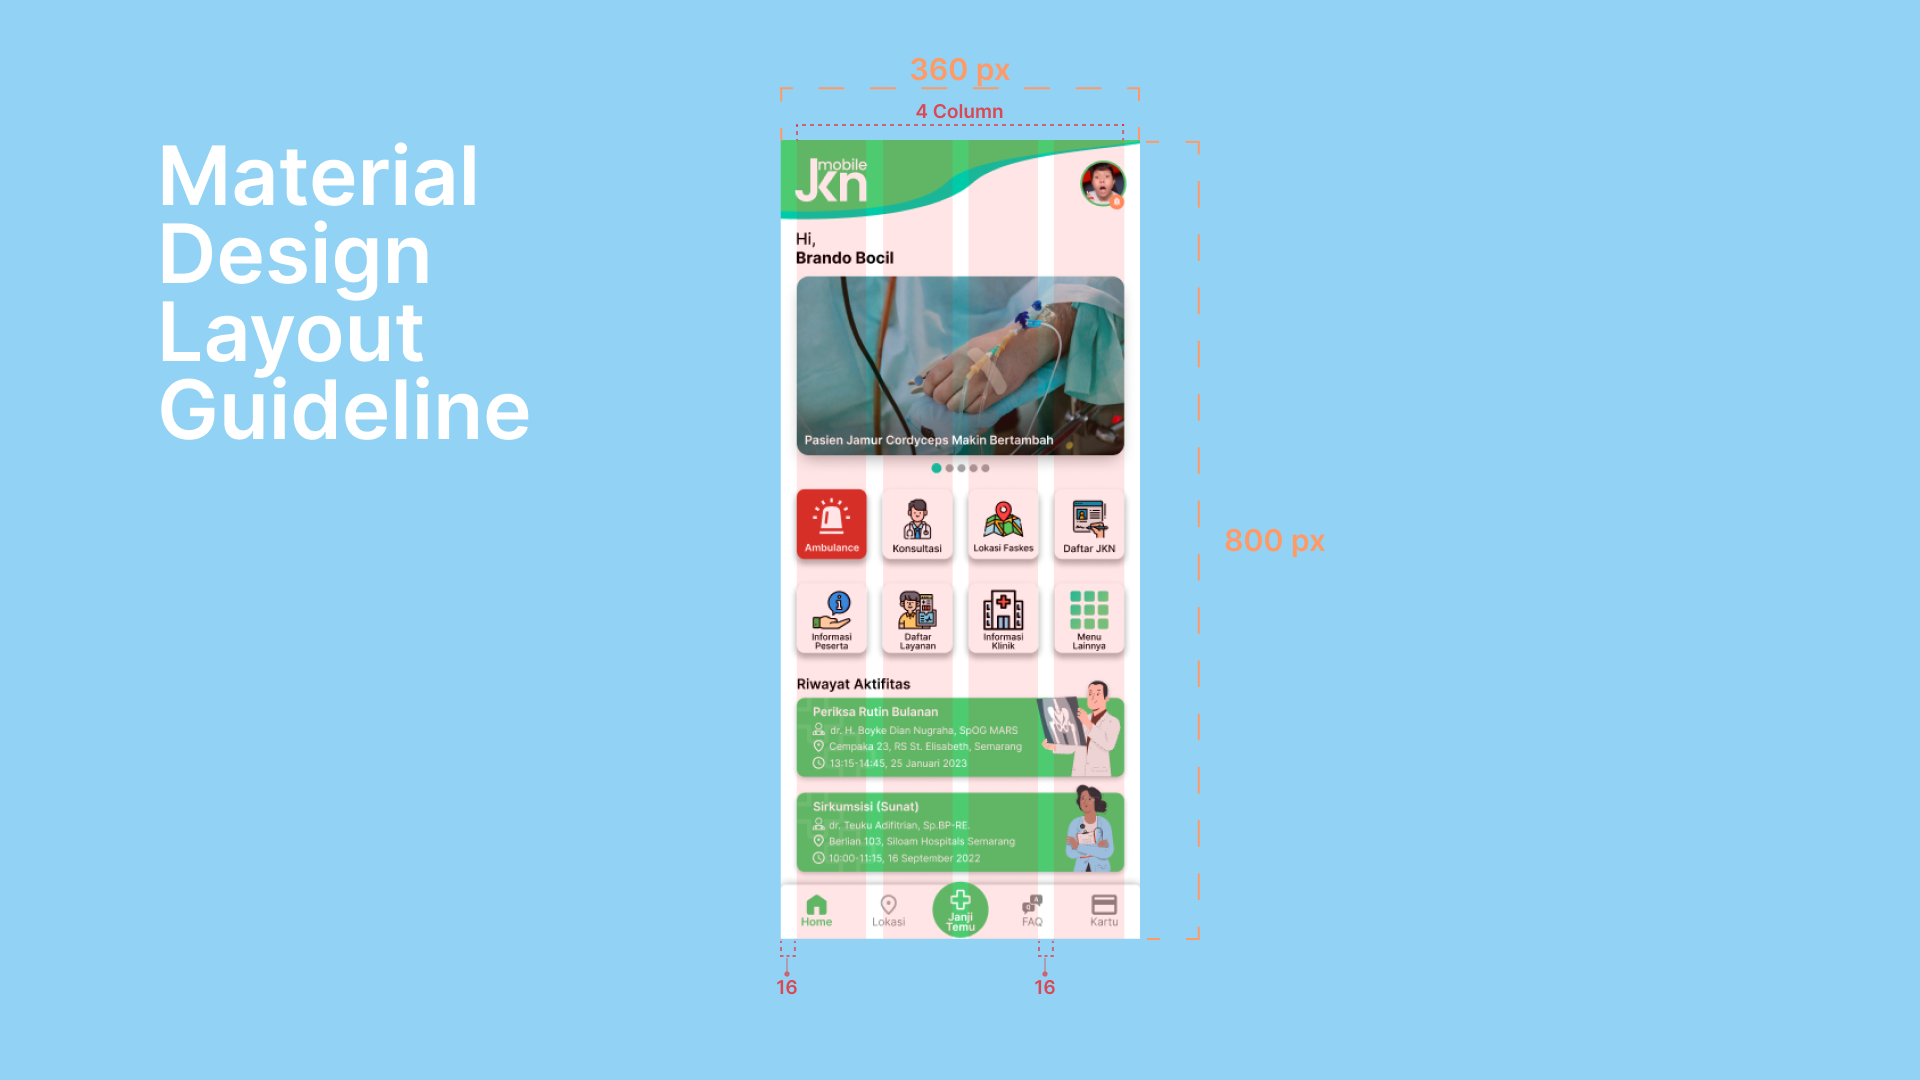 Material
Design
Layout
Guideline
360 px
4 Column
mobile
Jkn
Hi,
Brando Bocil
Pasien Jamur Cordyceps Makin Bertambah
Ambulance
Konsultasi
Lokasi Faskes
Daftar JKN
Informasi
Peserta
Daftar
Layanan
Informasi
Klinik
Menu
Lainnya
Riwayat Aktifitas
Periksa Rutin Bulanan
dr. H. Boyke Dian Nugraha, SpOG MARS
Cempaka 23, RS St. Elisabeth, Semarang
13:15-14:45, 25 Januari 2023
Sirkumsisi (Sunat)
dr. Teuku Adifitrian, Sp.BP-RE.
Berlian 103, Siloam Hospitals Semarang
10:00-11:15, 16 September 2022
Home
Lokasi
Janji
Temu
FAQ
Kartu
800 px
16
16